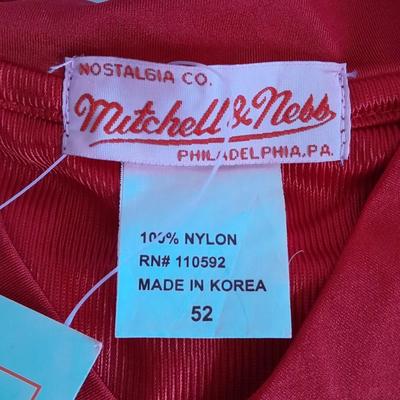 NOSTALGIA CO.
Mitchell & Ness
PHILADELPHIA, PA.
100% NYLON
RN# 110592
MADE IN KOREA
52